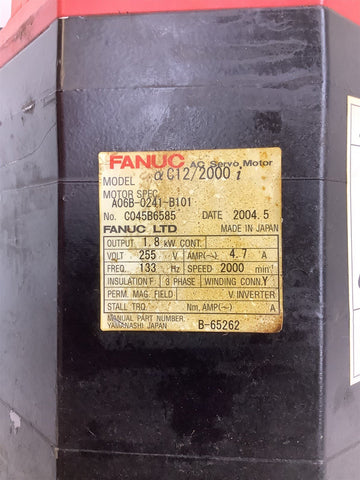 FANUC AC Servo Motor
MODEL αC12/2000 i
MOTOR SPEC.
A06B-0241-B101
No. C045B6585 DATE 2004.5
FANUC LTD MADE IN JAPAN
OUTPUT 1.8 kW CONT.
VOLT 255 V AMP(~) 4.7 A
FREQ. 133 Hz SPEED 2000 min⁻¹
INSULATION F 3 PHASE WINDING CONN.Y
PERM. MAG. FIELD V INVERTER
STALL TRQ. Nm, AMP.(~) A
MANUAL PART NUMBER
YAMANASHI JAPAN B-65262